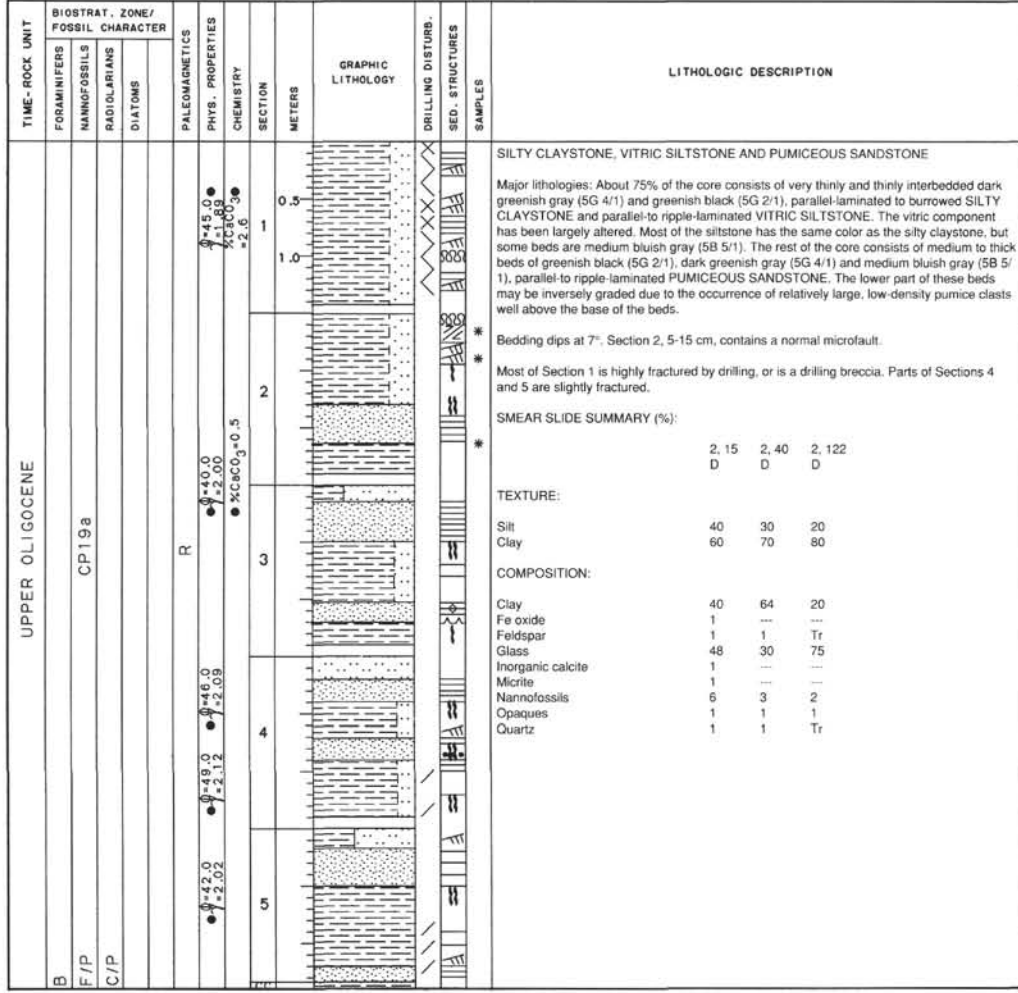 TIME-ROCK UNIT
BIOSTRAT. ZONE/
FOSSIL CHARACTER
FORAMINIFERS
NANNOFOSSILS
RADIOLARIANS
DIATOMS
PALEOMAGNETICS
PHYS. PROPERTIES
CHEMISTRY
SECTION
METERS
GRAPHIC
LITHOLOGY
DRILLING DISTURB.
SED. STRUCTURES
SAMPLES
LITHOLOGIC DESCRIPTION
UPPER OLIGOCENE
B
F/P
CP19a
C/P
R
=45.0
=1.89
%CaCO3
=2.6
=40.0
=2.00
%CaCO3=0.5
=46.0
=2.09
=49.0
=2.12
=42.0
=2.02
1
2
3
4
5
0.5
1.0
*
*
*
SILTY CLAYSTONE, VITRIC SILTSTONE AND PUMICEOUS SANDSTONE
Major lithologies: About 75% of the core consists of very thinly and thinly interbedded dark
greenish gray (5G 4/1) and greenish black (5G 2/1), parallel-laminated to burrowed SILTY
CLAYSTONE and parallel-to ripple-laminated VITRIC SILTSTONE. The vitric component
has been largely altered. Most of the siltstone has the same color as the silty claystone, but
some beds are medium bluish gray (5B 5/1). The rest of the core consists of medium to thick
beds of greenish black (5G 2/1), dark greenish gray (5G 4/1) and medium bluish gray (5B 5/
1), parallel-to ripple-laminated PUMICEOUS SANDSTONE. The lower part of these beds
may be inversely graded due to the occurrence of relatively large, low-density pumice clasts
well above the base of the beds.
Bedding dips at 7°. Section 2, 5-15 cm, contains a normal microfault.
Most of Section 1 is highly fractured by drilling, or is a drilling breccia. Parts of Sections 4
and 5 are slightly fractured.
SMEAR SLIDE SUMMARY (%):
2, 15 2, 40 2, 122
D D D
TEXTURE:
Silt 40 30 20
Clay 60 70 80
COMPOSITION:
Clay 40 64 20
Fe oxide 1 --- ---
Feldspar 1 1 Tr
Glass 48 30 75
Inorganic calcite 1 --- ---
Micrite 1 --- ---
Nannofossils 6 3 2
Opaques 1 1 1
Quartz 1 1 Tr